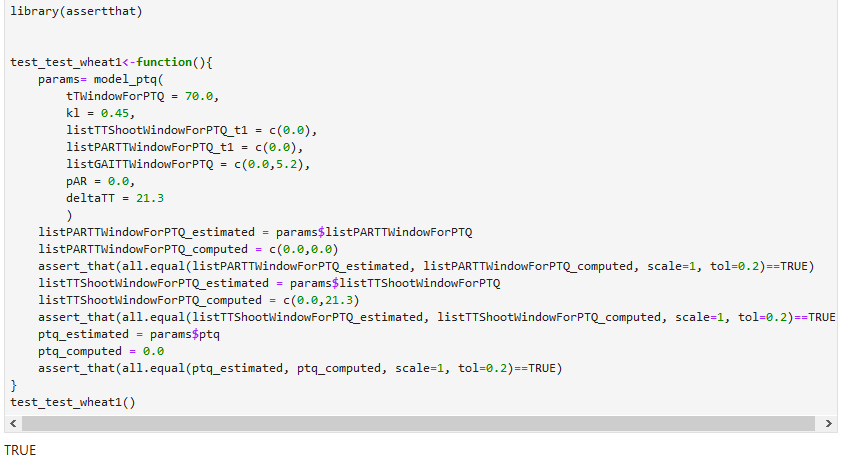 library(assertthat)
test_test_wheat1<-function(){
    params= model_ptq(
        tTWindowForPTQ = 70.0,
        kl = 0.45,
        listTTShootWindowForPTQ_t1 = c(0.0),
        listPARTTWindowForPTQ_t1 = c(0.0),
        listGAITTWindowForPTQ = c(0.0,5.2),
        pAR = 0.0,
        deltaTT = 21.3
        )
    listPARTTWindowForPTQ_estimated = params$listPARTTWindowForPTQ
    listPARTTWindowForPTQ_computed = c(0.0,0.0)
    assert_that(all.equal(listPARTTWindowForPTQ_estimated, listPARTTWindowForPTQ_computed, scale=1, tol=0.2)==TRUE)
    listTTShootWindowForPTQ_estimated = params$listTTShootWindowForPTQ
    listTTShootWindowForPTQ_computed = c(0.0,21.3)
    assert_that(all.equal(listTTShootWindowForPTQ_estimated, listTTShootWindowForPTQ_computed, scale=1, tol=0.2)==TRUE
    ptq_estimated = params$ptq
    ptq_computed = 0.0
    assert_that(all.equal(ptq_estimated, ptq_computed, scale=1, tol=0.2)==TRUE)
}
test_test_wheat1()
TRUE